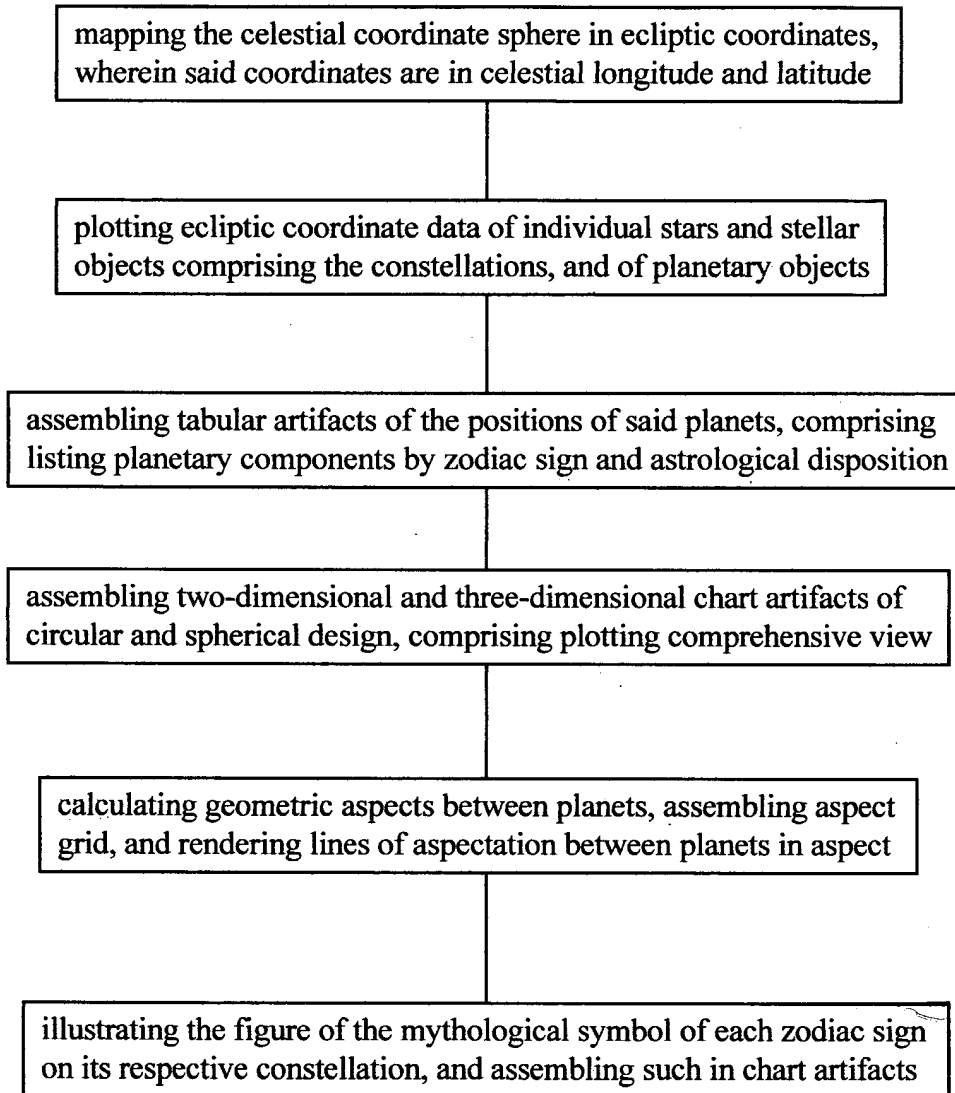 mapping the celestial coordinate sphere in ecliptic coordinates,
wherein said coordinates are in celestial longitude and latitude
plotting ecliptic coordinate data of individual stars and stellar
objects comprising the constellations, and of planetary objects
assembling tabular artifacts of the positions of said planets, comprising
listing planetary components by zodiac sign and astrological disposition
assembling two-dimensional and three-dimensional chart artifacts of
circular and spherical design, comprising plotting comprehensive view
calculating geometric aspects between planets, assembling aspect
grid, and rendering lines of aspectation between planets in aspect
illustrating the figure of the mythological symbol of each zodiac sign
on its respective constellation, and assembling such in chart artifacts